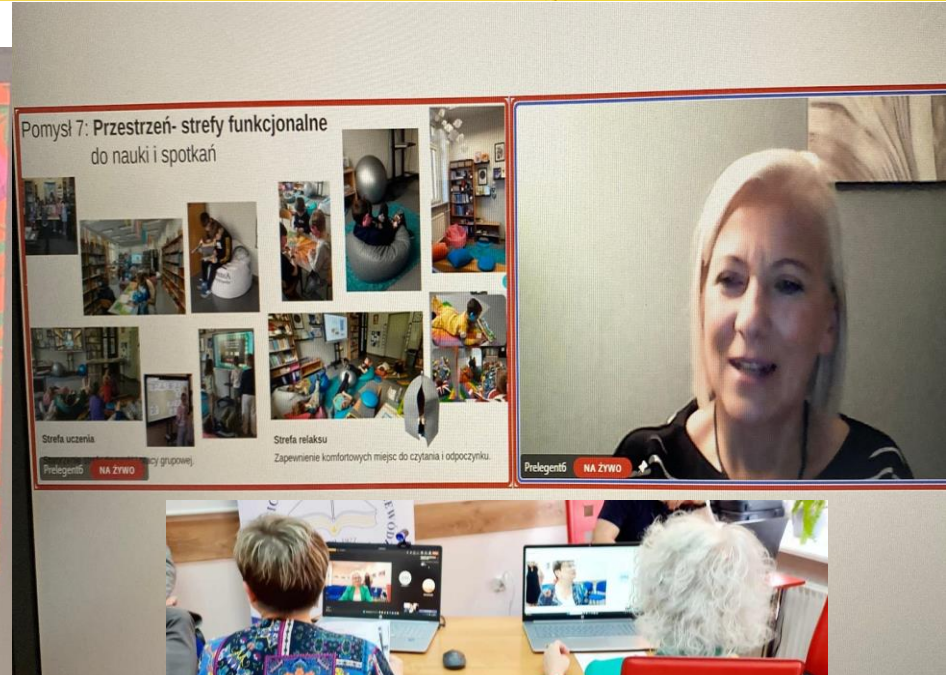 Pomysł 7: Przestrzeń- strefy funkcjonalne
do nauki i spotkań
Strefa uczenia
cy grupowej.
Prelegent6 NA ŻYWO
Strefa relaksu
Zapewnienie komfortowych miejsc do czytania i odpoczynku.
Prelegent6 NA ŻYWO